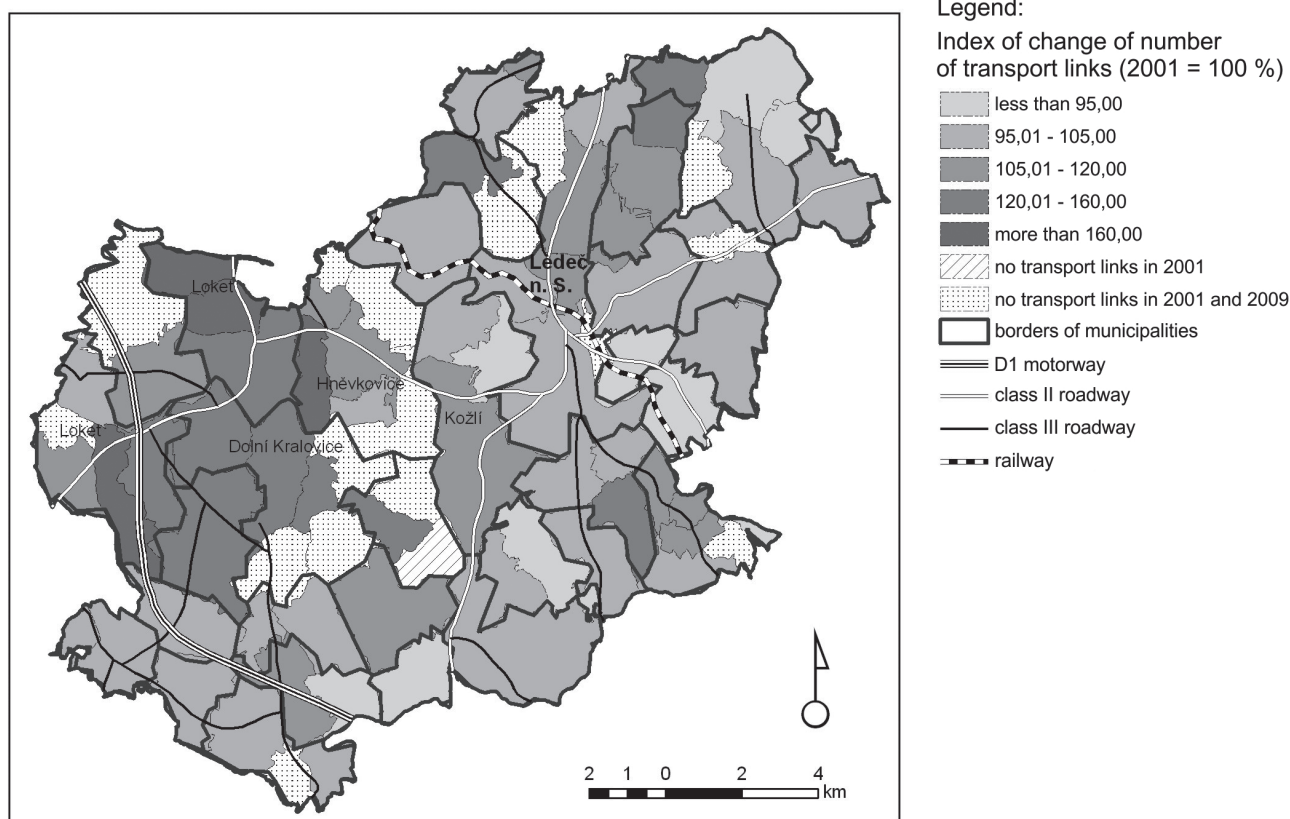 Legend:
Index of change of number
of transport links (2001 = 100 %)
less than 95,00
95,01 - 105,00
105,01 - 120,00
120,01 - 160,00
more than 160,00
no transport links in 2001
no transport links in 2001 and 2009
borders of municipalities
D1 motorway
class II roadway
class III roadway
railway
Ledeč
n. S.
Loket
Hněvkovice
Kožlí
Loket
Dolní Kralovice
2 1 0 2 4
km